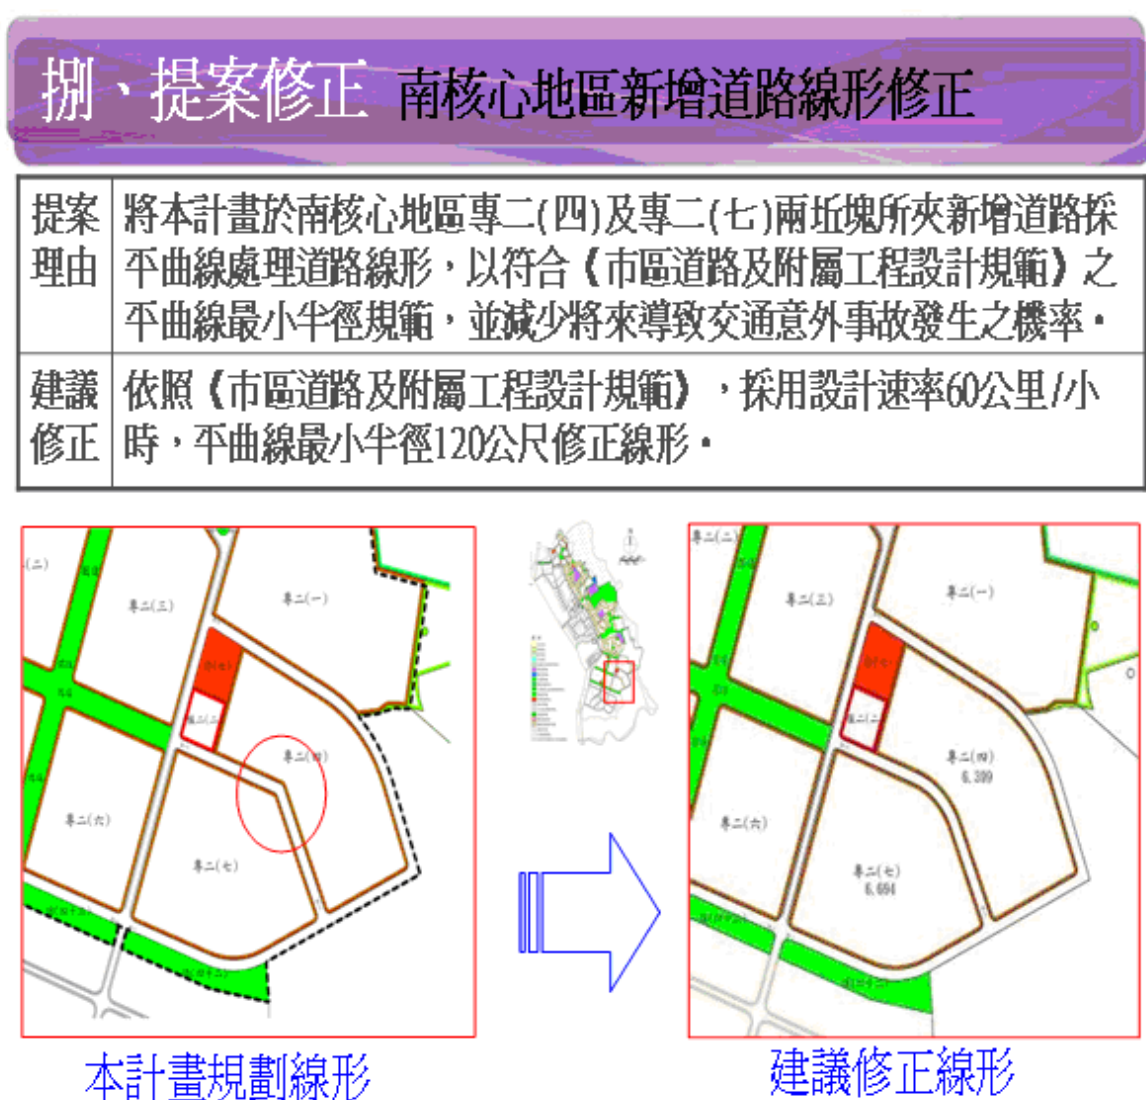 捌、提案修正 南核心地區新增道路線形修正
提案理由
將本計畫於南核心地區專二(四)及專二(七)兩坵塊所夾新增道路採
平曲線處理道路線形，以符合《市區道路及附屬工程設計規範》之
平曲線最小半徑規範，並減少將來導致交通意外事故發生之機率。
建議修正
依照《市區道路及附屬工程設計規範》，採用設計速率60公里/小
時，平曲線最小半徑120公尺修正線形。
專二(三)
專二(一)
專二(四)
專二(六)
專二(七)
專二(二)
專二(三)
專二(一)
專二(四)
6.399
專二(六)
專二(七)
6.694
本計畫規劃線形
建議修正線形